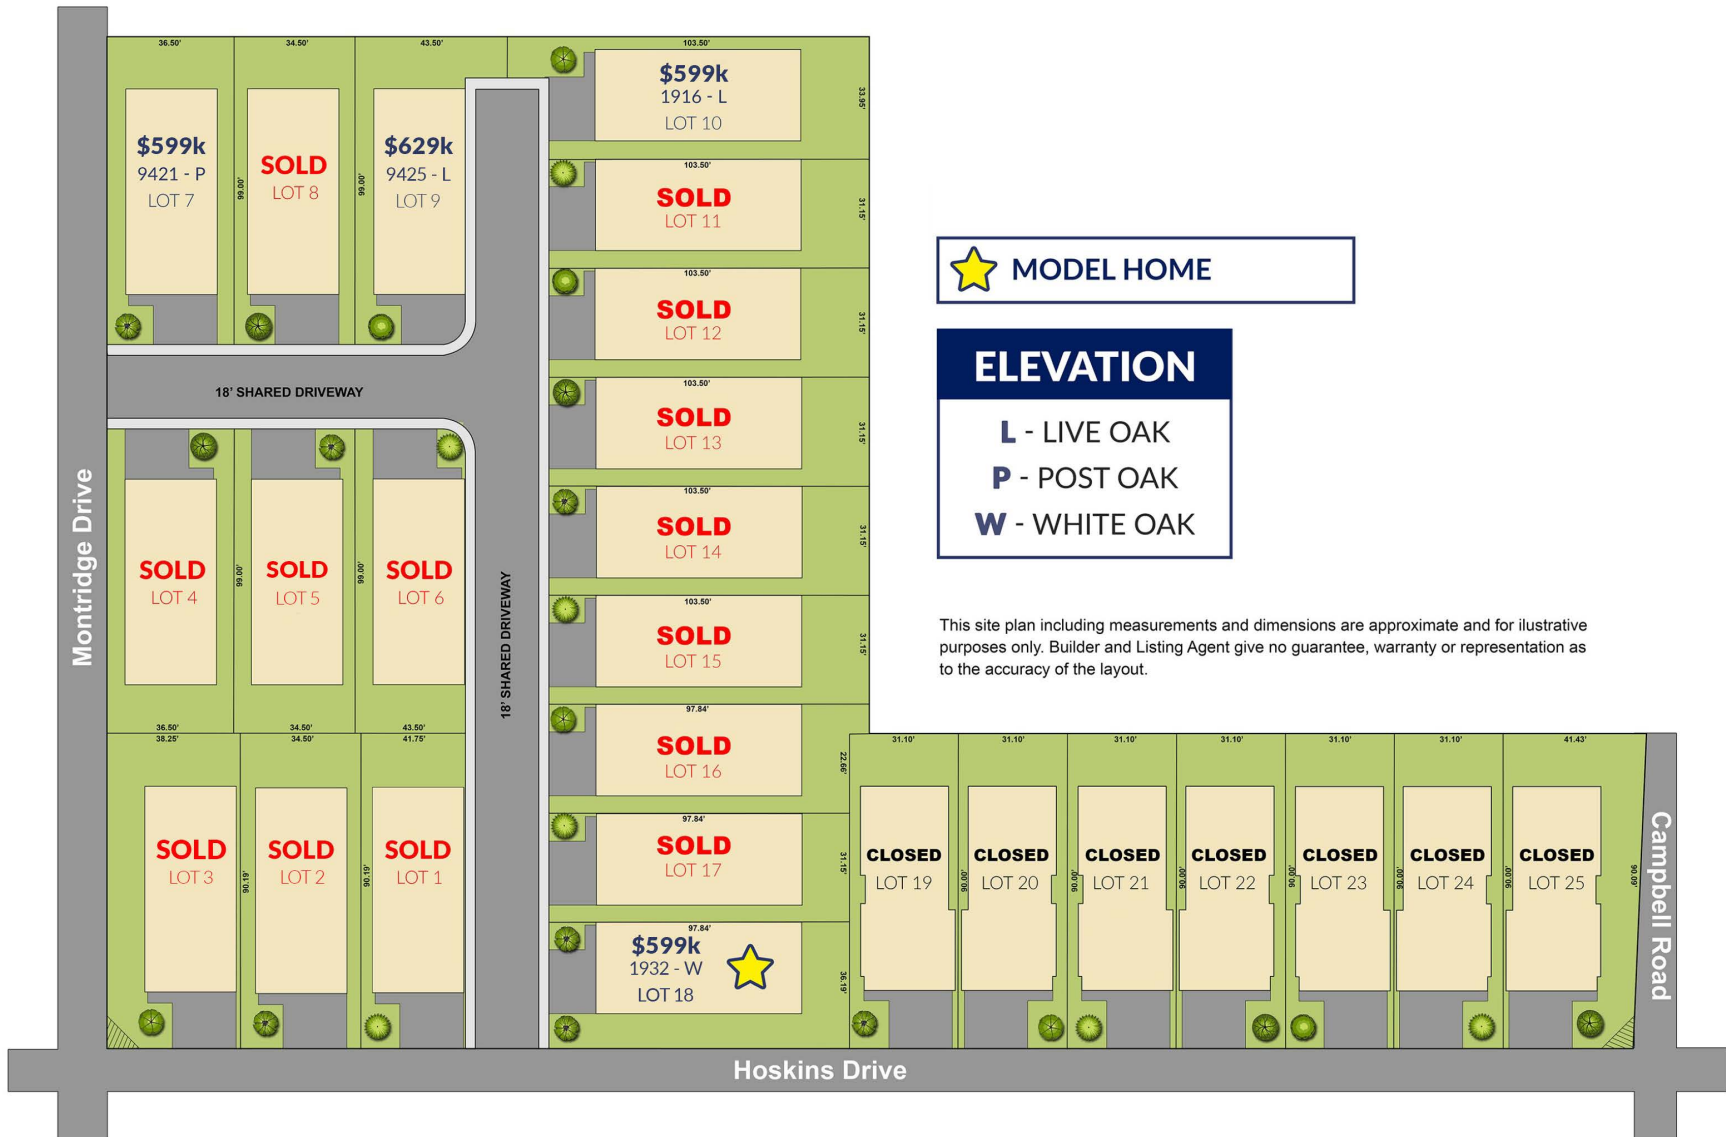 36.50'
34.50'
43.50'
103.50'
$599k
9421 - P
LOT 7
99.00'
SOLD
LOT 8
99.00'
$629k
9425 - L
LOT 9
$599k
1916 - L
LOT 10
33.95'
103.50'
SOLD
LOT 11
31.15'
103.50'
SOLD
LOT 12
31.15'
103.50'
SOLD
LOT 13
31.15'
103.50'
SOLD
LOT 14
31.15'
103.50'
SOLD
LOT 15
31.15'
97.84'
SOLD
LOT 16
22.66'
97.84'
SOLD
LOT 17
31.15'
97.84'
$599k
1932 - W
LOT 18
36.19'
18' SHARED DRIVEWAY
18' SHARED DRIVEWAY
Montridge Drive
SOLD
LOT 4
99.00'
SOLD
LOT 5
99.00'
SOLD
LOT 6
36.50'
34.50'
43.50'
38.25'
34.50'
41.75'
SOLD
LOT 3
90.19'
SOLD
LOT 2
90.19'
SOLD
LOT 1
MODEL HOME
ELEVATION
L - LIVE OAK
P - POST OAK
W - WHITE OAK
This site plan including measurements and dimensions are approximate and for ilustrative
purposes only. Builder and Listing Agent give no guarantee, warranty or representation as
to the accuracy of the layout.
31.10'
31.10'
31.10'
31.10'
31.10'
31.10'
41.43'
CLOSED
LOT 19
90.00'
CLOSED
LOT 20
90.00'
CLOSED
LOT 21
90.00'
CLOSED
LOT 22
90.00'
CLOSED
LOT 23
90.00'
CLOSED
LOT 24
90.00'
CLOSED
LOT 25
90.09'
Campbell Road
Hoskins Drive